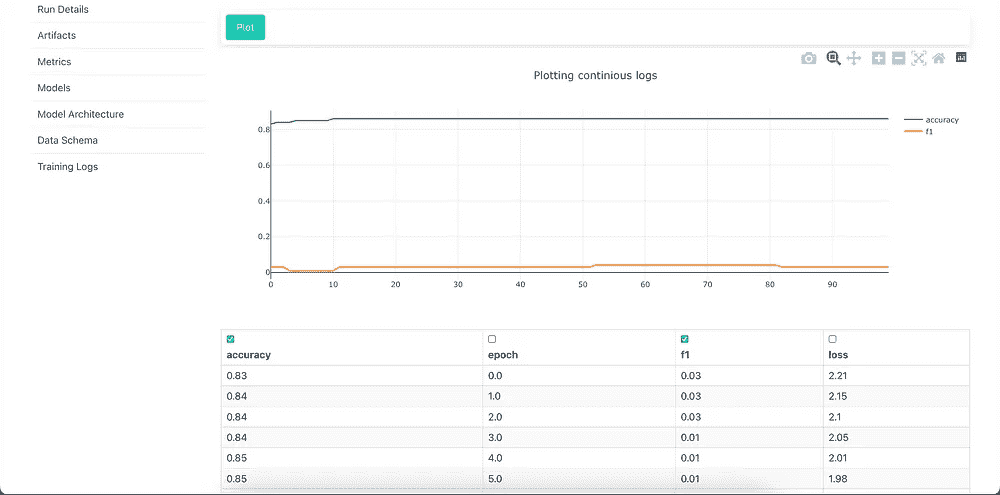 Run Details
Artifacts
Metrics
Models
Model Architecture
Data Schema
Training Logs
Plot
Plotting continious logs
accuracy
f1
0.8
0.6
0.4
0.2
0
0 10 20 30 40 50 60 70 80 90
accuracy epoch f1 loss
0.83 0.0 0.03 2.21
0.84 1.0 0.03 2.15
0.84 2.0 0.03 2.1
0.84 3.0 0.01 2.05
0.85 4.0 0.01 2.01
0.85 5.0 0.01 1.98